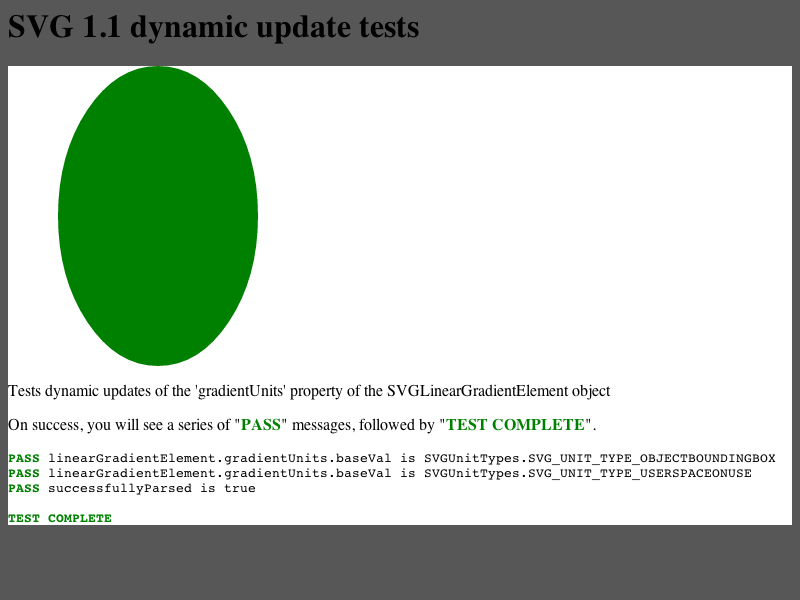 SVG 1.1 dynamic update tests
Tests dynamic updates of the 'gradientUnits' property of the SVGLinearGradientElement object
On success, you will see a series of "PASS" messages, followed by "TEST COMPLETE".
PASS linearGradientElement.gradientUnits.baseVal is SVGUnitTypes.SVG_UNIT_TYPE_OBJECTBOUNDINGBOX
PASS linearGradientElement.gradientUnits.baseVal is SVGUnitTypes.SVG_UNIT_TYPE_USERSPACEONUSE
PASS successfullyParsed is true
TEST COMPLETE